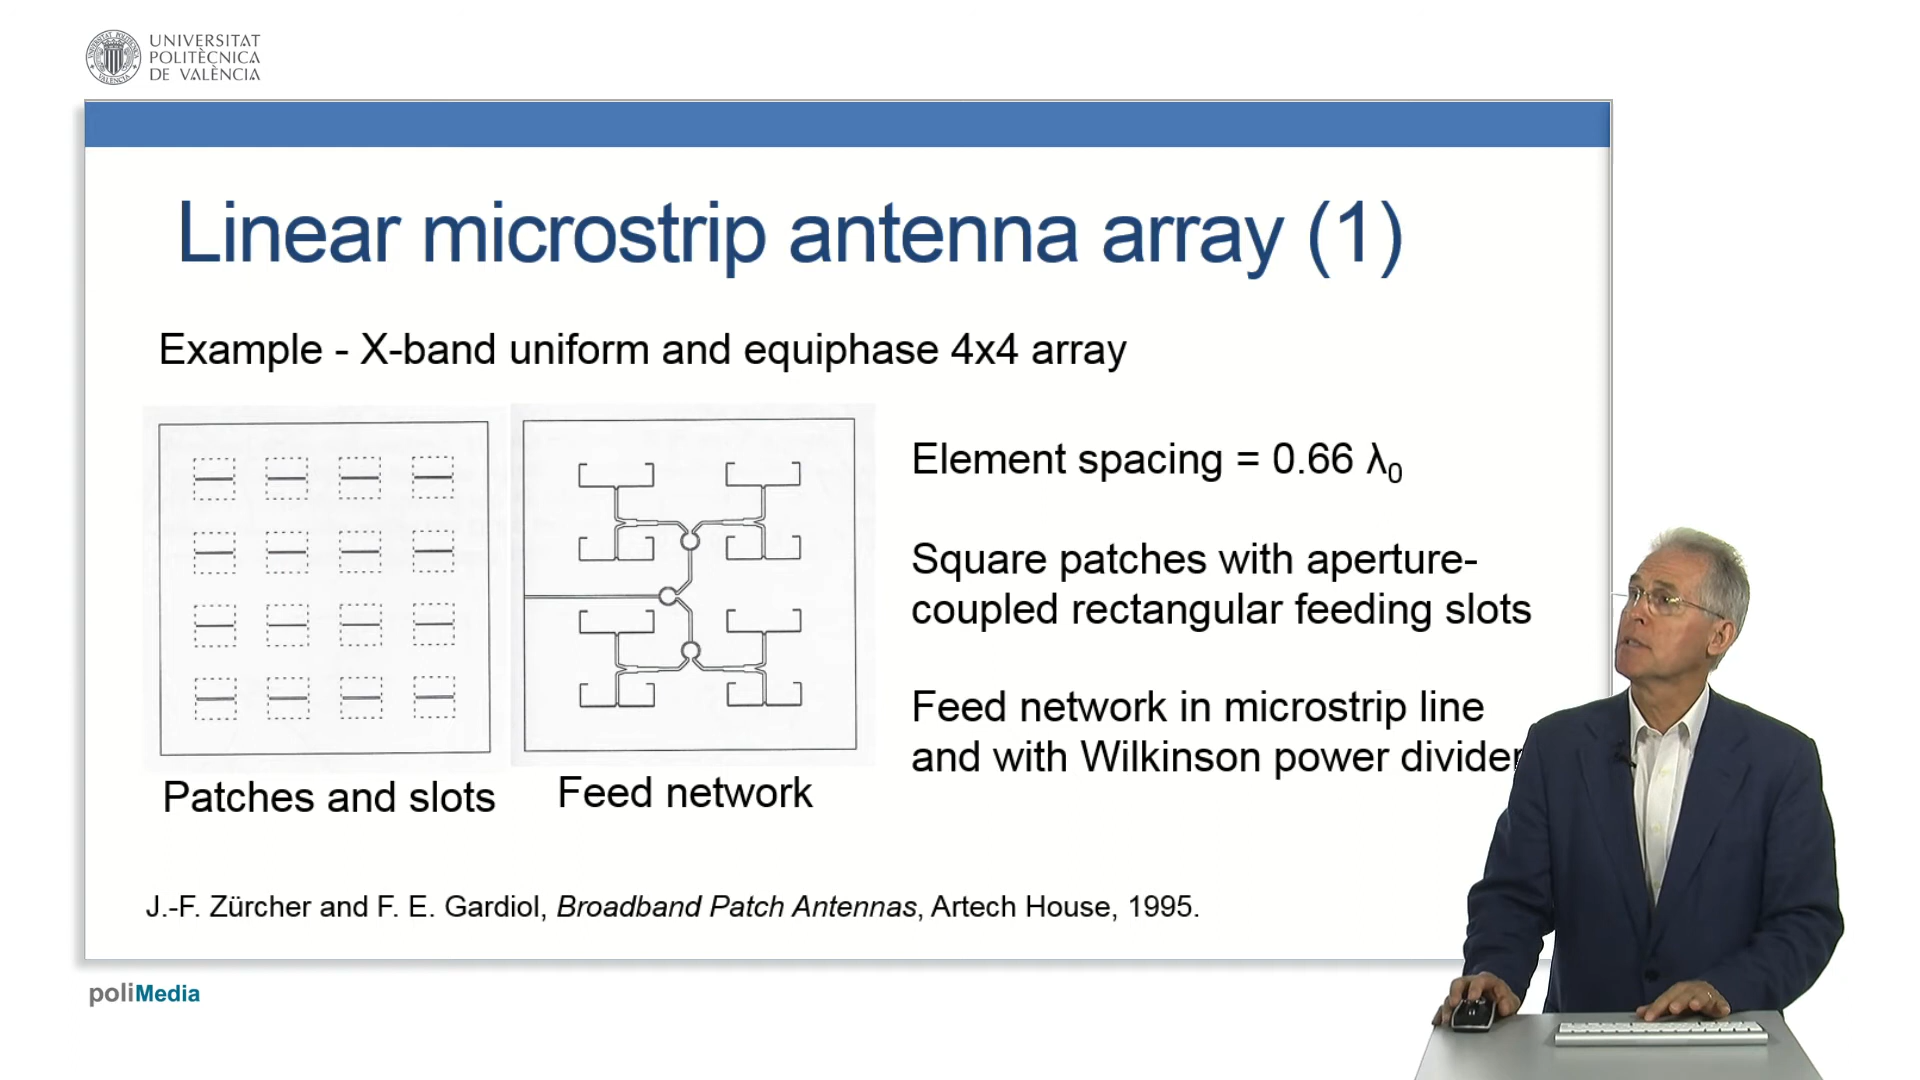 UNIVERSITAT
POLITÈCNICA
DE VALÈNCIA
Linear microstrip antenna array (1)
Example - X-band uniform and equiphase 4x4 array
Element spacing = 0.66 λ0
Square patches with aperture-
coupled rectangular feeding slots
Feed network in microstrip line
and with Wilkinson power divider
Patches and slots
Feed network
J.-F. Zürcher and F. E. Gardiol, Broadband Patch Antennas, Artech House, 1995.
poliMedia